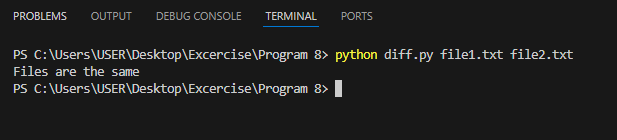 PROBLEMS OUTPUT DEBUG CONSOLE TERMINAL PORTS
PS C:\Users\USER\Desktop\Excercise\Program 8> python diff.py file1.txt file2.txt
Files are the same
PS C:\Users\USER\Desktop\Excercise\Program 8>